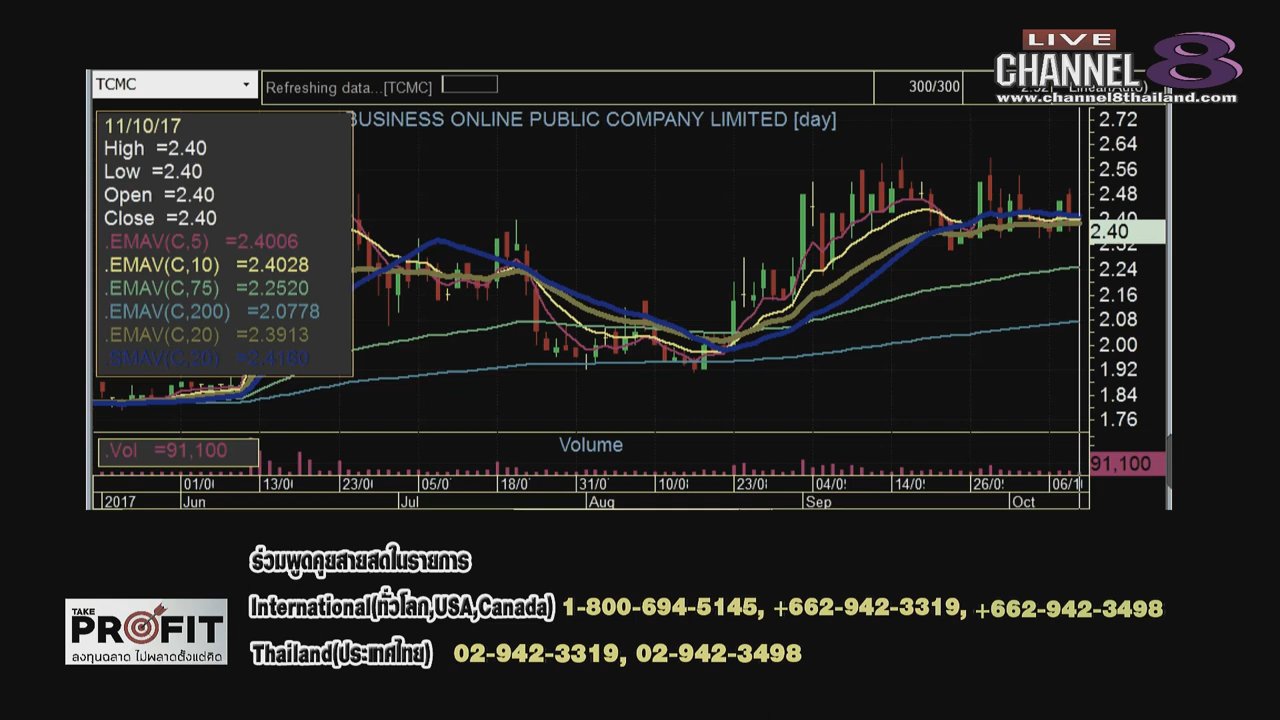 LIVE
CHANNEL 8
www.channel8thailand.com
TCMC
Refreshing data...[TCMC]
300/300
BUSINESS ONLINE PUBLIC COMPANY LIMITED [day]
11/10/17
High =2.40
Low =2.40
Open =2.40
Close =2.40
.EMAV(C,5) =2.4006
.EMAV(C,10) =2.4028
.EMAV(C,75) =2.2520
.EMAV(C,200) =2.0778
.EMAV(C,20) =2.3913
.SMAV(C,20) =2.4160
2.72
2.64
2.56
2.48
2.40
2.40
2.32
2.24
2.16
2.08
2.00
1.92
1.84
1.76
.Vol =91,100
Volume
91,100
01/0 13/0 23/0 05/0 18/0 31/0 10/0 23/0 04/0 14/0 26/0 06/1
2017 Jun Jul Aug Sep Oct
ร่วมพูดคุยสายสดในรายการ
International(ทั่วโลก,USA,Canada) 1-800-694-5145, +662-942-3319, +662-942-3498
Thailand(ประเทศไทย) 02-942-3319, 02-942-3498
TAKE
PROFIT
ลงทุนฉลาด ไม่พลาดตั้งแต่คิด